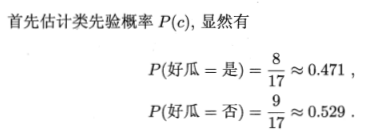 首先估计类先验概率 P(c), 显然有
P(好瓜 = 是) = 8/17 ≈ 0.471 ,
P(好瓜 = 否) = 9/17 ≈ 0.529 .